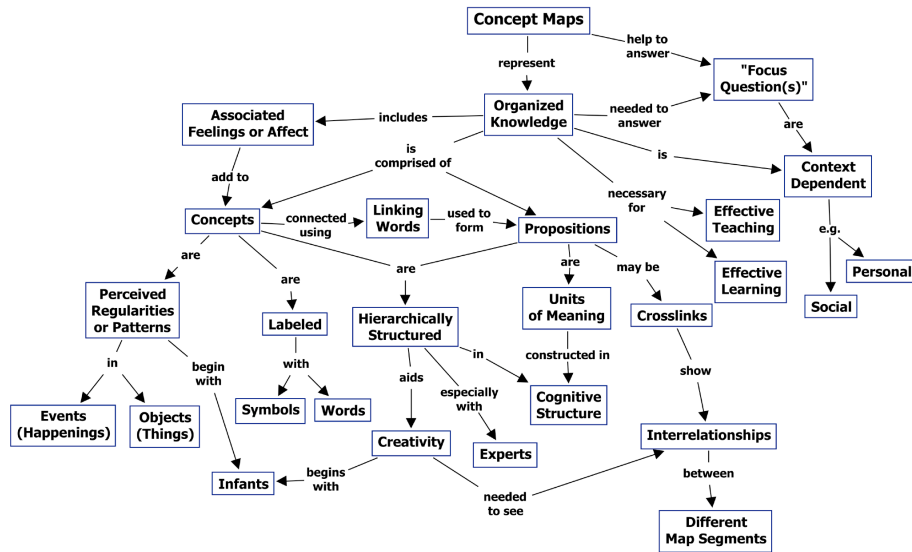 Concept Maps
help to
answer
represent
"Focus
Question(s)"
Organized
Knowledge
needed to
answer
Associated
Feelings or Affect
includes
are
is
comprised of
is
Context
Dependent
add to
necessary
for
Concepts
connected
using
Linking
Words
used to
form
Propositions
Effective
Teaching
e.g.
are
are
are
are
may be
Effective
Learning
Personal
Social
Perceived
Regularities
or Patterns
Labeled
Hierarchically
Structured
Units
of Meaning
Crosslinks
in
begin
with
with
aids
in
especially
with
constructed in
show
Events
(Happenings)
Objects
(Things)
Symbols
Words
Cognitive
Structure
Creativity
Experts
Interrelationships
Infants
begins
with
needed
to see
between
Different
Map Segments